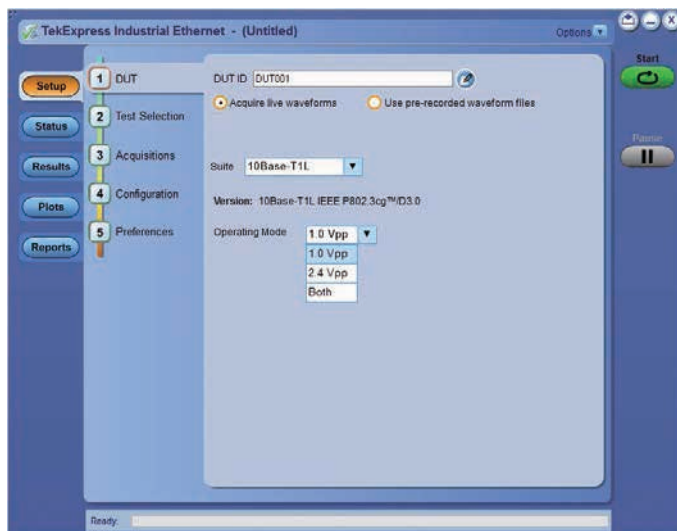 TekExpress Industrial Ethernet - (Untitled)
Options
Start
Setup
Status
Results
Plots
Reports
Pause
1 DUT
2 Test Selection
3 Acquisitions
4 Configuration
5 Preferences
DUT ID DUT001
Acquire live waveforms
Use pre-recorded waveform files
Suite 10Base-T1L
Version: 10Base-T1L IEEE P802.3cg™/D3.0
Operating Mode 1.0 Vpp
1.0 Vpp
2.4 Vpp
Both
Ready.